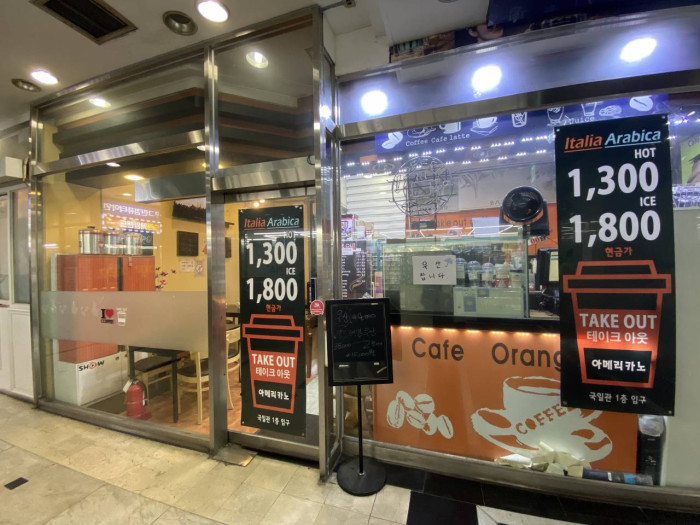 Italia Arabica
HOT
1,300
ICE
1,800
현금가
TAKE OUT
테이크 아웃
아메리카노
국일관 1층 입구
Italia Arabica
HOT
1,300
ICE
1,800
현금가
TAKE OUT
테이크 아웃
아메리카노
국일관 1층 입구
Coffee Cafe latte
Cafe Orang
COFFEE
SHOW